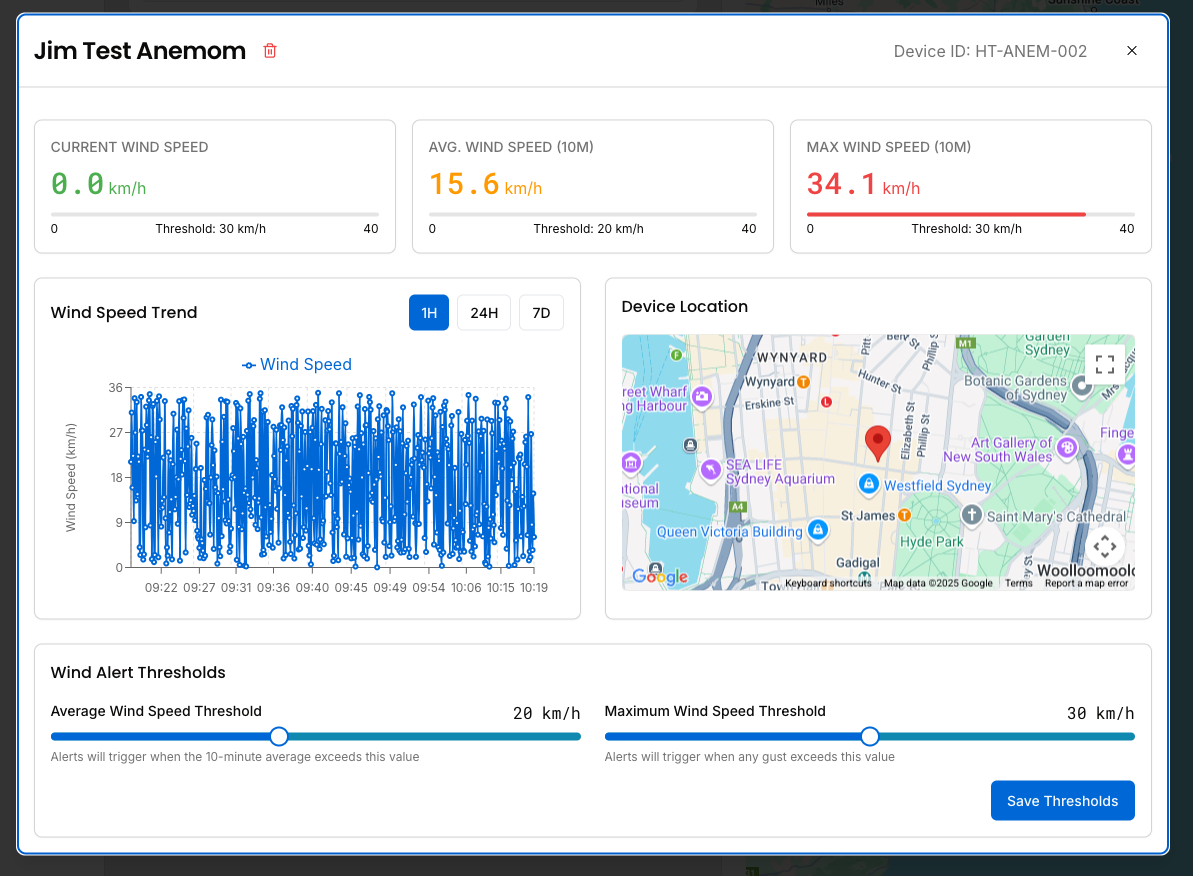 Miles
Sunshine Coast
Jim Test Anemom
Device ID: HT-ANEM-002
CURRENT WIND SPEED
0.0 km/h
0 Threshold: 30 km/h 40
AVG. WIND SPEED (10M)
15.6 km/h
0 Threshold: 20 km/h 40
MAX WIND SPEED (10M)
34.1 km/h
0 Threshold: 30 km/h 40
Wind Speed Trend
1H 24H 7D
Wind Speed
Wind Speed (km/h)
36
27
18
9
0
09:22 09:27 09:31 09:36 09:40 09:45 09:49 09:54 10:06 10:15 10:19
Device Location
WYNYARD
Wynyard
Erskine St
Hunter St
Pitt
Phillip S
Elizabeth St
Phillip St
M1
Garden
Sydney
Botanic Gardens
of Sydney
Mrs
reet Wharf
ng Harbour
SEA LIFE
Sydney Aquarium
tional
useum
A4
Art Gallery of
New South Wales
Finge
Westfield Sydney
St James
Queen Victoria Building
Saint Mary's Cathedral
Hyde Park
Gadigal
Woolloomoolo
Google
Keyboard shortcuts
Map data ©2025 Google
Terms
Report a map error
Wind Alert Thresholds
Average Wind Speed Threshold
20 km/h
Alerts will trigger when the 10-minute average exceeds this value
Maximum Wind Speed Threshold
30 km/h
Alerts will trigger when any gust exceeds this value
Save Thresholds